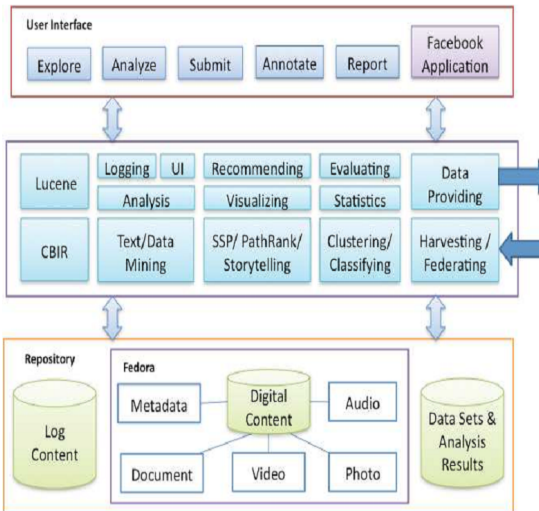 User Interface
Explore
Analyze
Submit
Annotate
Report
Facebook
Application
Lucene
Logging
UI
Recommending
Evaluating
Data
Providing
Analysis
Visualizing
Statistics
CBIR
Text/Data
Mining
SSP/ PathRank/
Storytelling
Clustering/
Classifying
Harvesting /
Federating
Repository
Log
Content
Fedora
Metadata
Digital
Content
Audio
Document
Video
Photo
Data Sets &
Analysis
Results